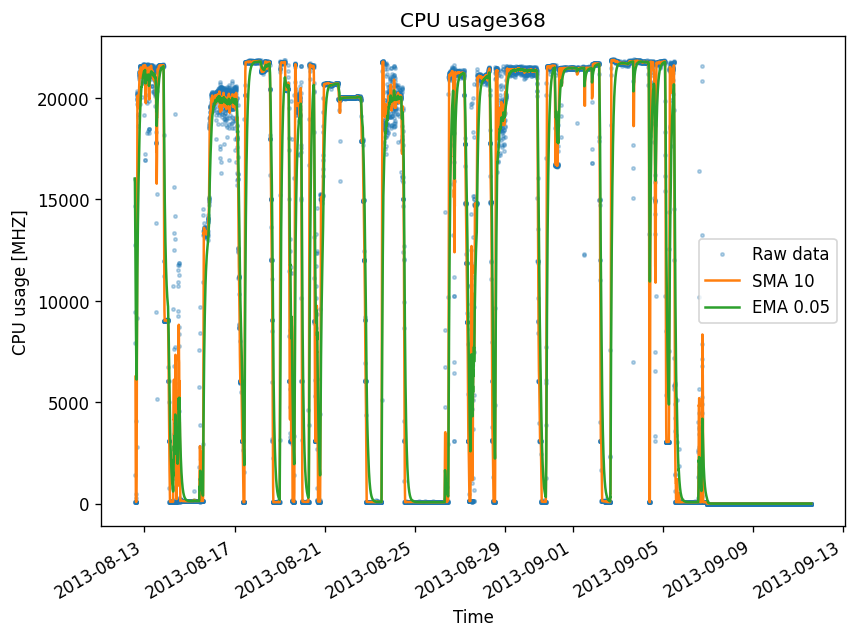 CPU usage368
CPU usage [MHZ]
20000
15000
10000
5000
0
Raw data
SMA 10
EMA 0.05
2013-08-13
2013-08-17
2013-08-21
2013-08-25
2013-08-29
2013-09-01
2013-09-05
2013-09-09
2013-09-13
Time